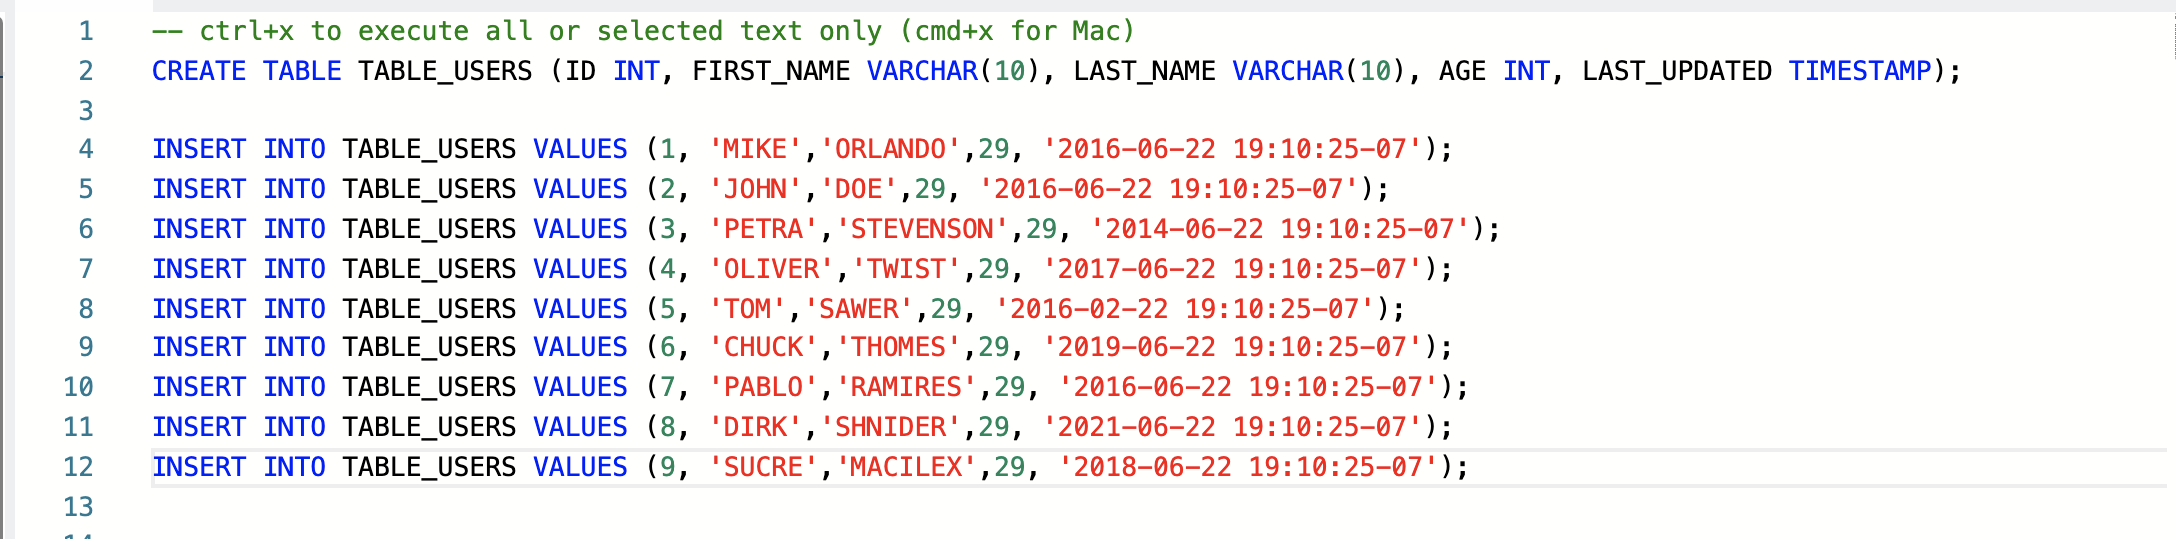 1 -- ctrl+x to execute all or selected text only (cmd+x for Mac)
2 CREATE TABLE TABLE_USERS (ID INT, FIRST_NAME VARCHAR(10), LAST_NAME VARCHAR(10), AGE INT, LAST_UPDATED TIMESTAMP);
3
4 INSERT INTO TABLE_USERS VALUES (1, 'MIKE','ORLANDO',29, '2016-06-22 19:10:25-07');
5 INSERT INTO TABLE_USERS VALUES (2, 'JOHN','DOE',29, '2016-06-22 19:10:25-07');
6 INSERT INTO TABLE_USERS VALUES (3, 'PETRA','STEVENSON',29, '2014-06-22 19:10:25-07');
7 INSERT INTO TABLE_USERS VALUES (4, 'OLIVER','TWIST',29, '2017-06-22 19:10:25-07');
8 INSERT INTO TABLE_USERS VALUES (5, 'TOM','SAWER',29, '2016-02-22 19:10:25-07');
9 INSERT INTO TABLE_USERS VALUES (6, 'CHUCK','THOMES',29, '2019-06-22 19:10:25-07');
10 INSERT INTO TABLE_USERS VALUES (7, 'PABLO','RAMIRES',29, '2016-06-22 19:10:25-07');
11 INSERT INTO TABLE_USERS VALUES (8, 'DIRK','SHNIDER',29, '2021-06-22 19:10:25-07');
12 INSERT INTO TABLE_USERS VALUES (9, 'SUCRE','MACILEX',29, '2018-06-22 19:10:25-07');
13